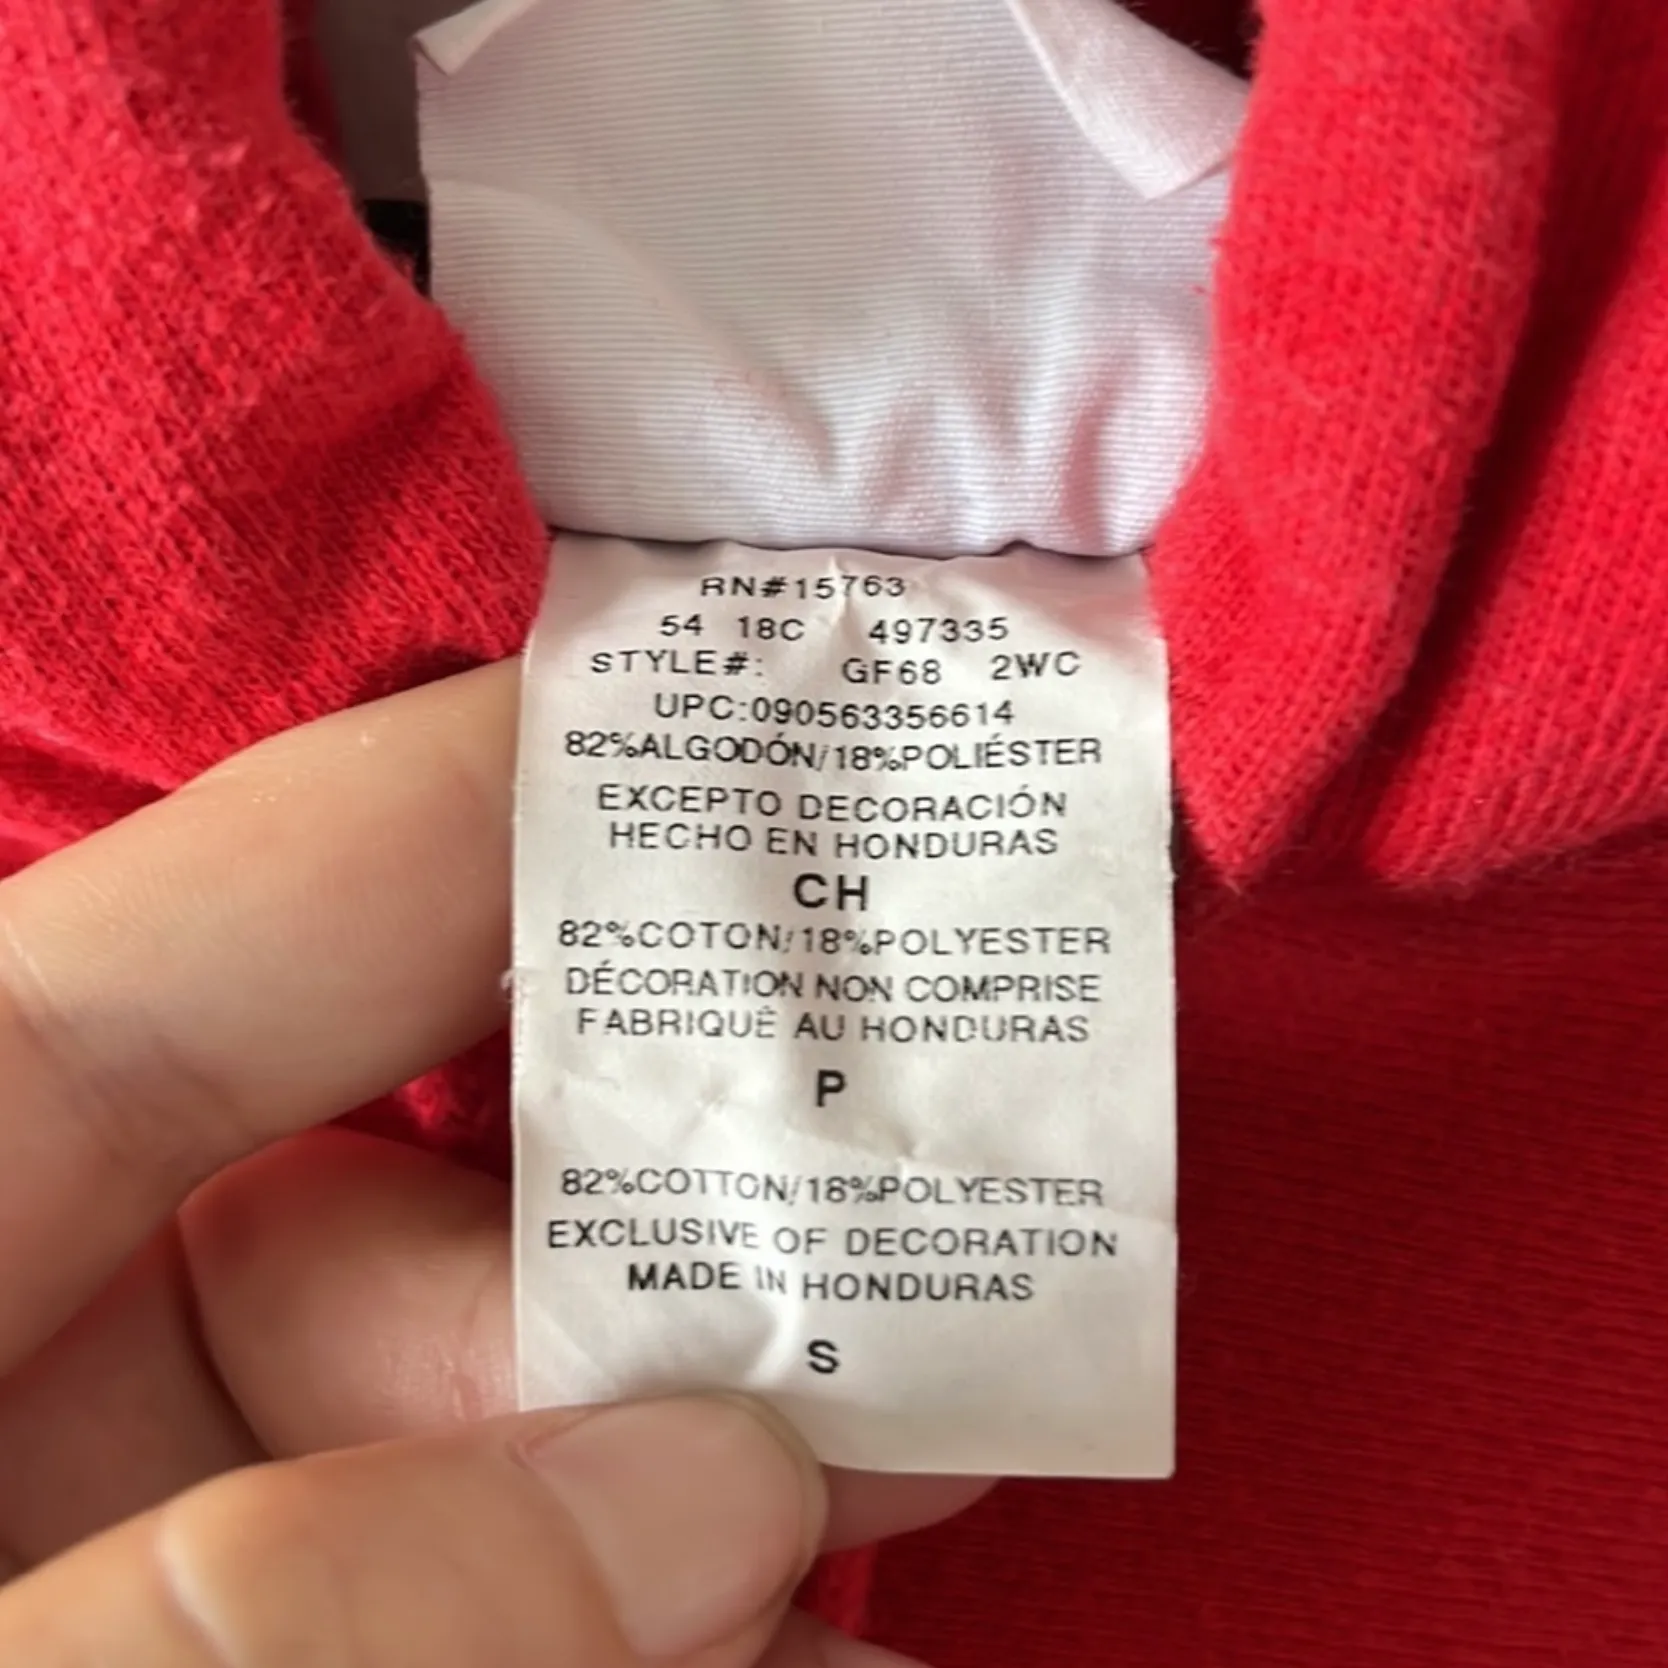 RN#15763
54 18C 497335
STYLE#: GF68 2WC
UPC:090563356614
82%ALGODÓN/18%POLIÉSTER
EXCEPTO DECORACIÓN
HECHO EN HONDURAS
CH
82%COTON/18%POLYESTER
DÉCORATION NON COMPRISE
FABRIQUÊ AU HONDURAS
P
82%COTTON/18%POLYESTER
EXCLUSIVE OF DECORATION
MADE IN HONDURAS
S